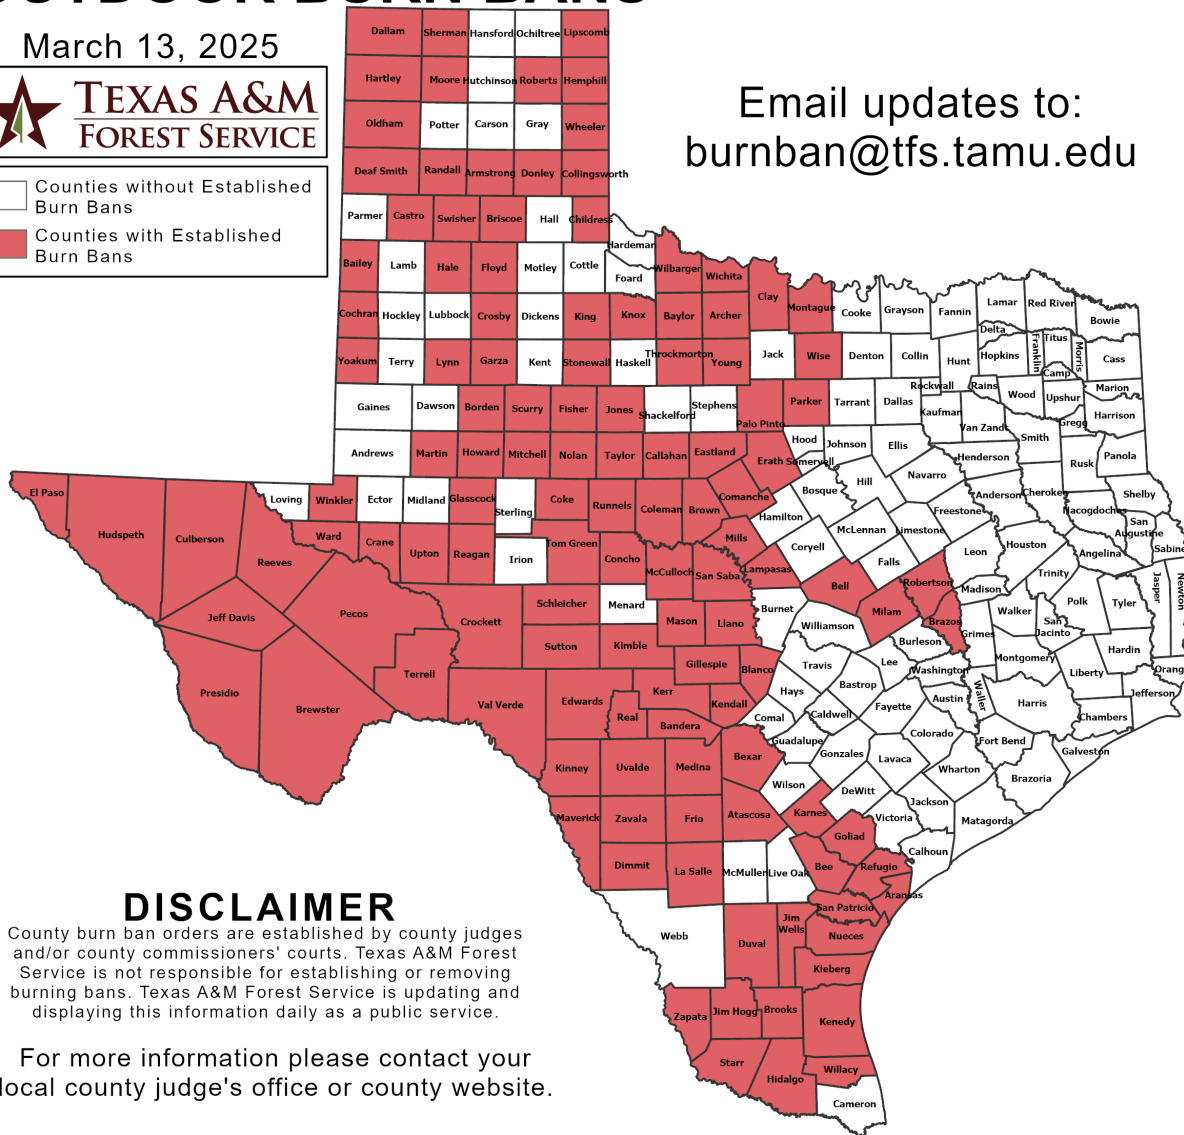 OUTDOOR BURN BANS
March 13, 2025
TEXAS A&M
FOREST SERVICE
Counties without Established
Burn Bans
Counties with Established
Burn Bans
Email updates to:
burnban@tfs.tamu.edu
Dallam Sherman Hansford Ochiltree Lipscomb
Hartley Moore Hutchinson Roberts Hemphill
Oldham Potter Carson Gray Wheeler
Deaf Smith Randall Armstrong Donley Collingsworth
Parmer Castro Swisher Briscoe Hall Childress
Hardeman
Bailey Lamb Hale Floyd Motley Cottle Foard Wilbarger Wichita
Clay Montague Cooke Grayson Fannin Lamar Red River Bowie
Cochran Hockley Lubbock Crosby Dickens King Knox Baylor Archer
Delta Franklin Titus Morris
Yoakum Terry Lynn Garza Kent Stonewall Haskell Throckmorton Young Jack Wise Denton Collin Hunt Hopkins Camp Cass
Rockwall Rains Wood Upshur Marion
Gaines Dawson Borden Scurry Fisher Jones Shackelford Stephens Palo Pinto Parker Tarrant Dallas Kaufman Van Zandt Gregg Harrison
Andrews Martin Howard Mitchell Nolan Taylor Callahan Eastland Erath Hood Somervell Johnson Ellis Henderson Smith Rusk Panola
El Paso Loving Winkler Ector Midland Glasscock Sterling Coke Runnels Coleman Brown Comanche Bosque Hill Navarro Anderson Cherokee Nacogdoches Shelby
Hudspeth Culberson Reeves Ward Crane Upton Reagan Irion Tom Green Concho McCulloch San Saba Mills Hamilton Coryell McLennan Limestone Freestone Leon Houston Angelina San
Augustine Sabine
Lampasas Bell Falls Robertson Madison Trinity Polk Tyler Jasper Newton
Jeff Davis Pecos Crockett Schleicher Menard Mason Llano Burnet Williamson Milam Brazos Grimes Walker San
Jacinto
Terrell Sutton Kimble Gillespie Blanco Travis Lee Burleson Washington Montgomery Liberty Hardin Orang
Presidio Brewster Val Verde Edwards Real Kerr Bandera Kendall Hays Comal Caldwell Bastrop Fayette Austin Waller Harris Chambers Jefferson
Kinney Uvalde Medina Bexar Guadalupe Gonzales Lavaca Colorado Fort Bend Wharton Brazoria Galveston
Maverick Zavala Frio Atascosa Wilson Karnes DeWitt Victoria Jackson Matagorda
Dimmit La Salle McMullen Live Oak Bee Goliad Refugio Calhoun Aransas
Webb Duval Jim
Wells San Patricio Nueces
Kleberg
Zapata Jim Hogg Brooks Kenedy
Starr Hidalgo Willacy
Cameron
DISCLAIMER
County burn ban orders are established by county judges
and/or county commissioners' courts. Texas A&M Forest
Service is not responsible for establishing or removing
burning bans. Texas A&M Forest Service is updating and
displaying this information daily as a public service.
For more information please contact your
local county judge's office or county website.